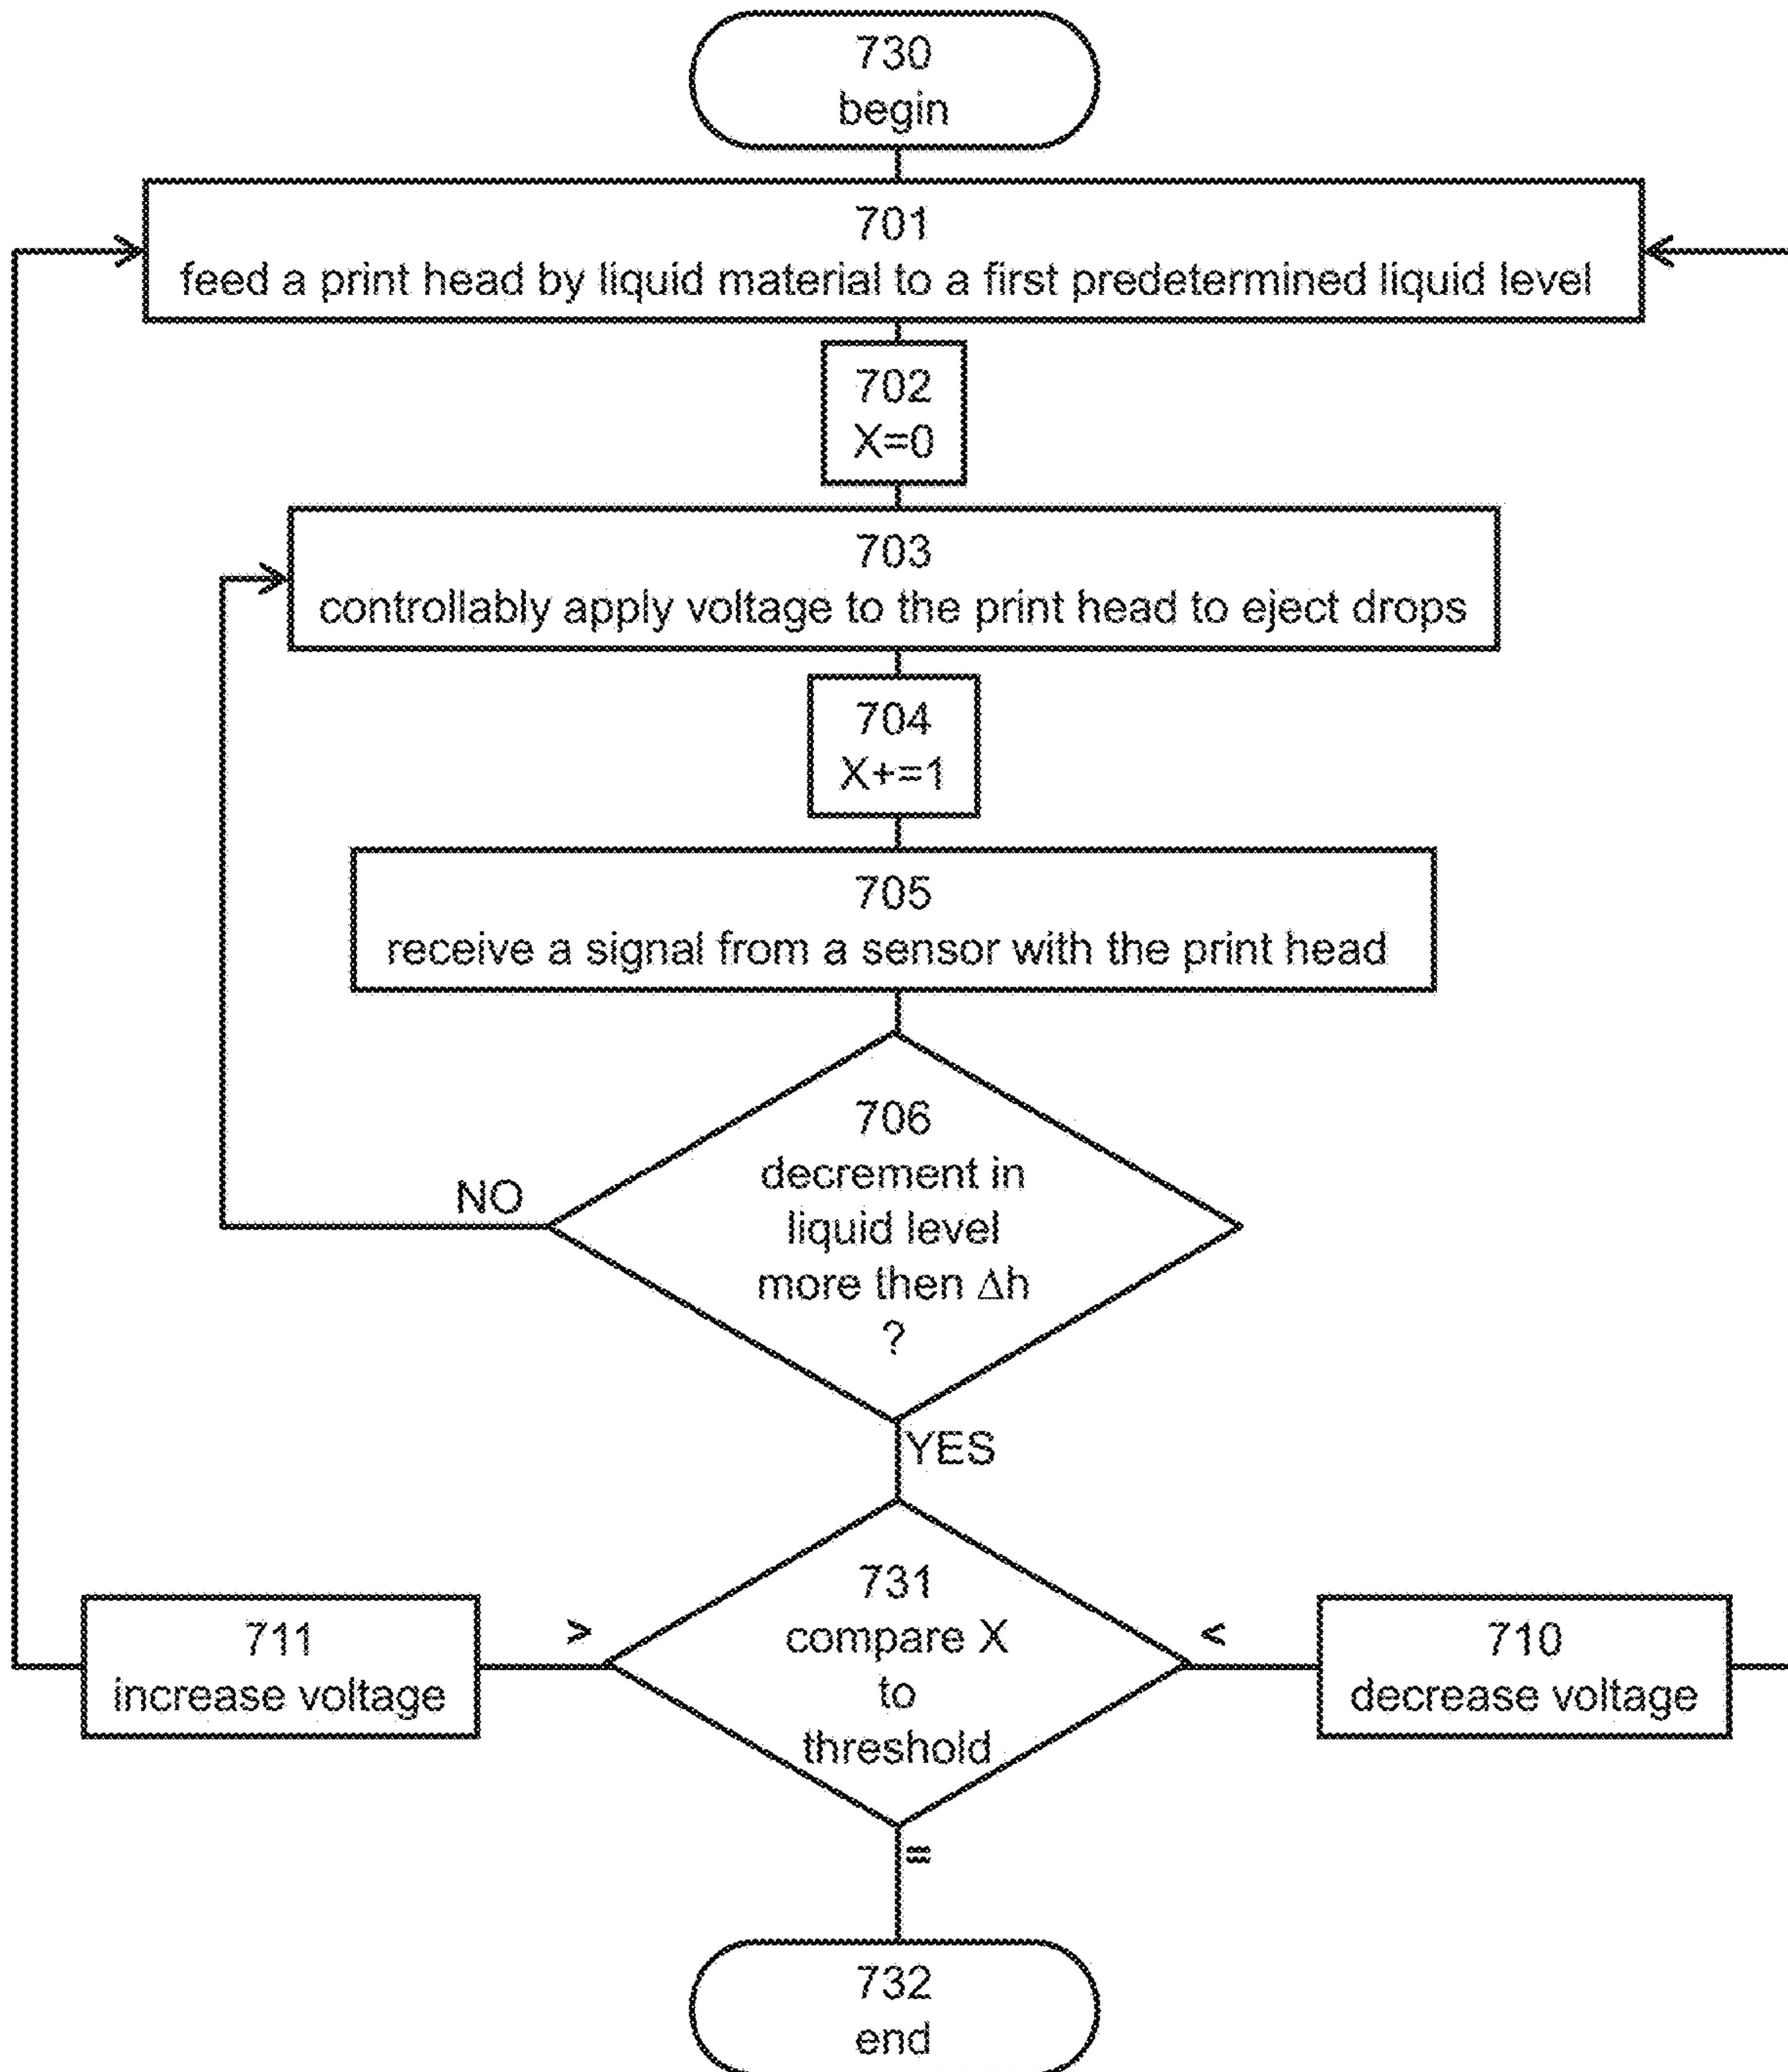 730
begin
701
feed a print head by liquid material to a first predetermined liquid level
702
X=0
703
controllably apply voltage to the print head to eject drops
704
X+=1
705
receive a signal from a sensor with the print head
706
decrement in
liquid level
more then Δh
?
NO
YES
731
compare X
to
threshold
>
<
=
711
increase voltage
710
decrease voltage
732
end